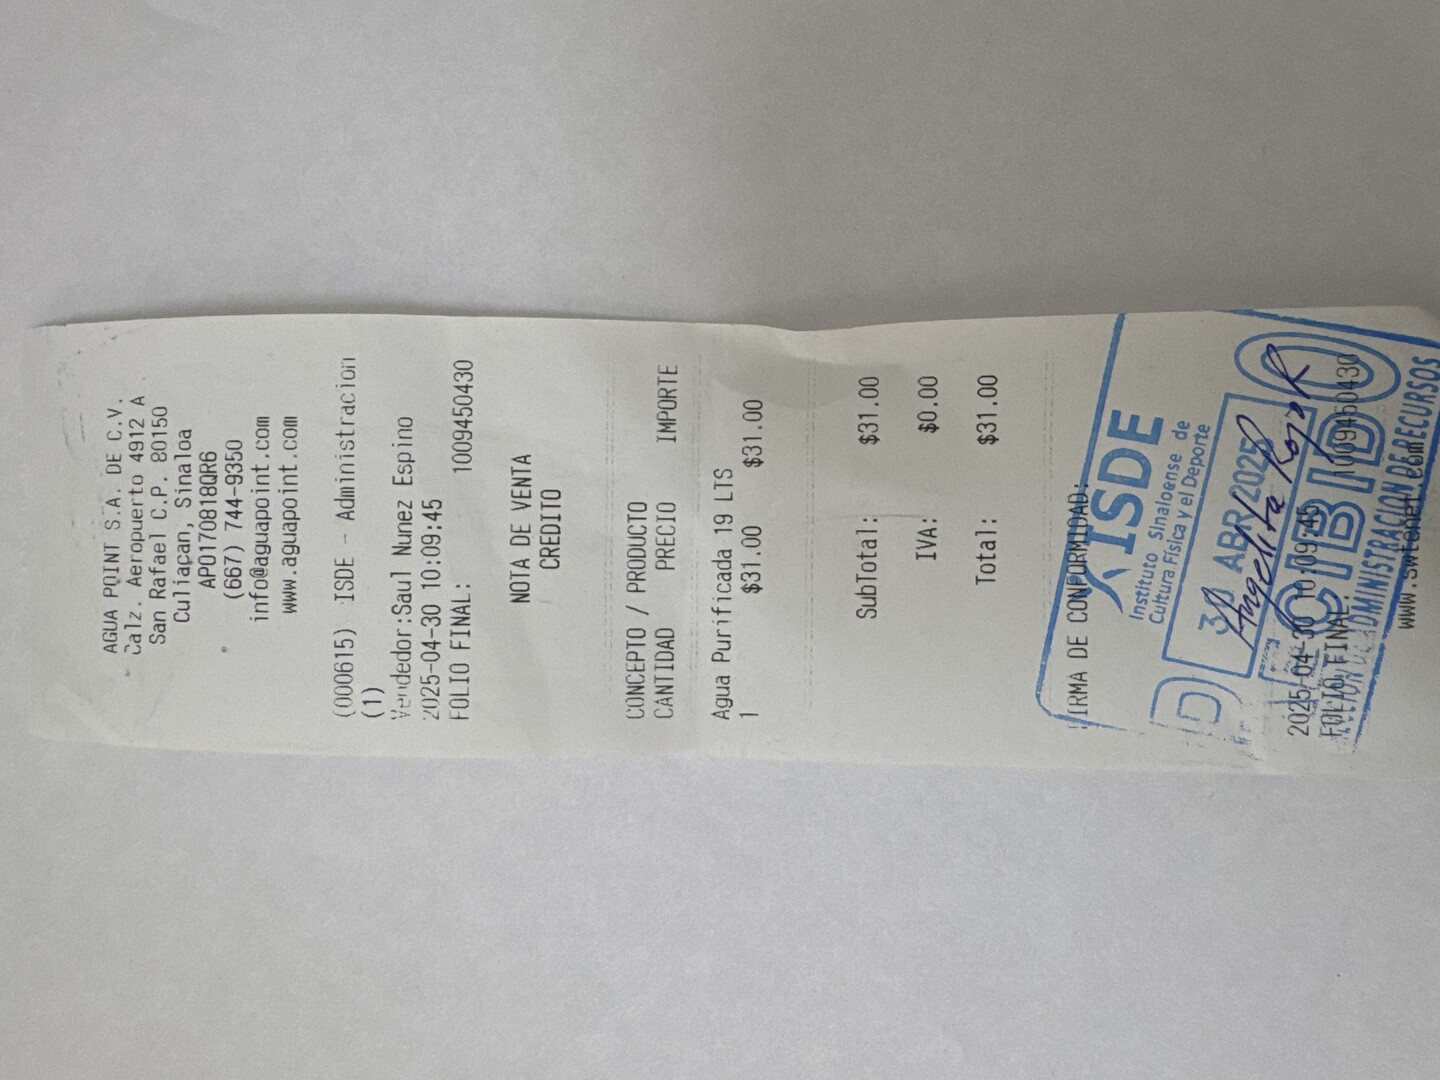 AGUA POINT S.A. DE C.V.
Calz. Aeropuerto 4912 A
San Rafael C.P. 80150
Culiacan, Sinaloa
APO170818QR6
(667) 744-9350
info@aguapoint.com
www.aguapoint.com
(000615) ISDE - Administracion
(1)
Vendedor:Saul Nunez Espino
2025-04-30 10:09:45
FOLIO FINAL: 1009450430
NOTA DE VENTA
CREDITO
CONCEPTO / PRODUCTO
CANTIDAD PRECIO IMPORTE
Agua Purificada 19 LTS
1 $31.00 $31.00
SubTotal: $31.00
IVA: $0.00
Total: $31.00
FIRMA DE CONFORMIDAD:
ISDE
Instituto Sinaloense de
Cultura Física y el Deporte
30 ABR 2025
Angelita Rojo R
RECIBIDO
2025-04-30 10:09:45
FOLIO FINAL: 1009450430
ADMINISTRACIÓN DE RECURSOS